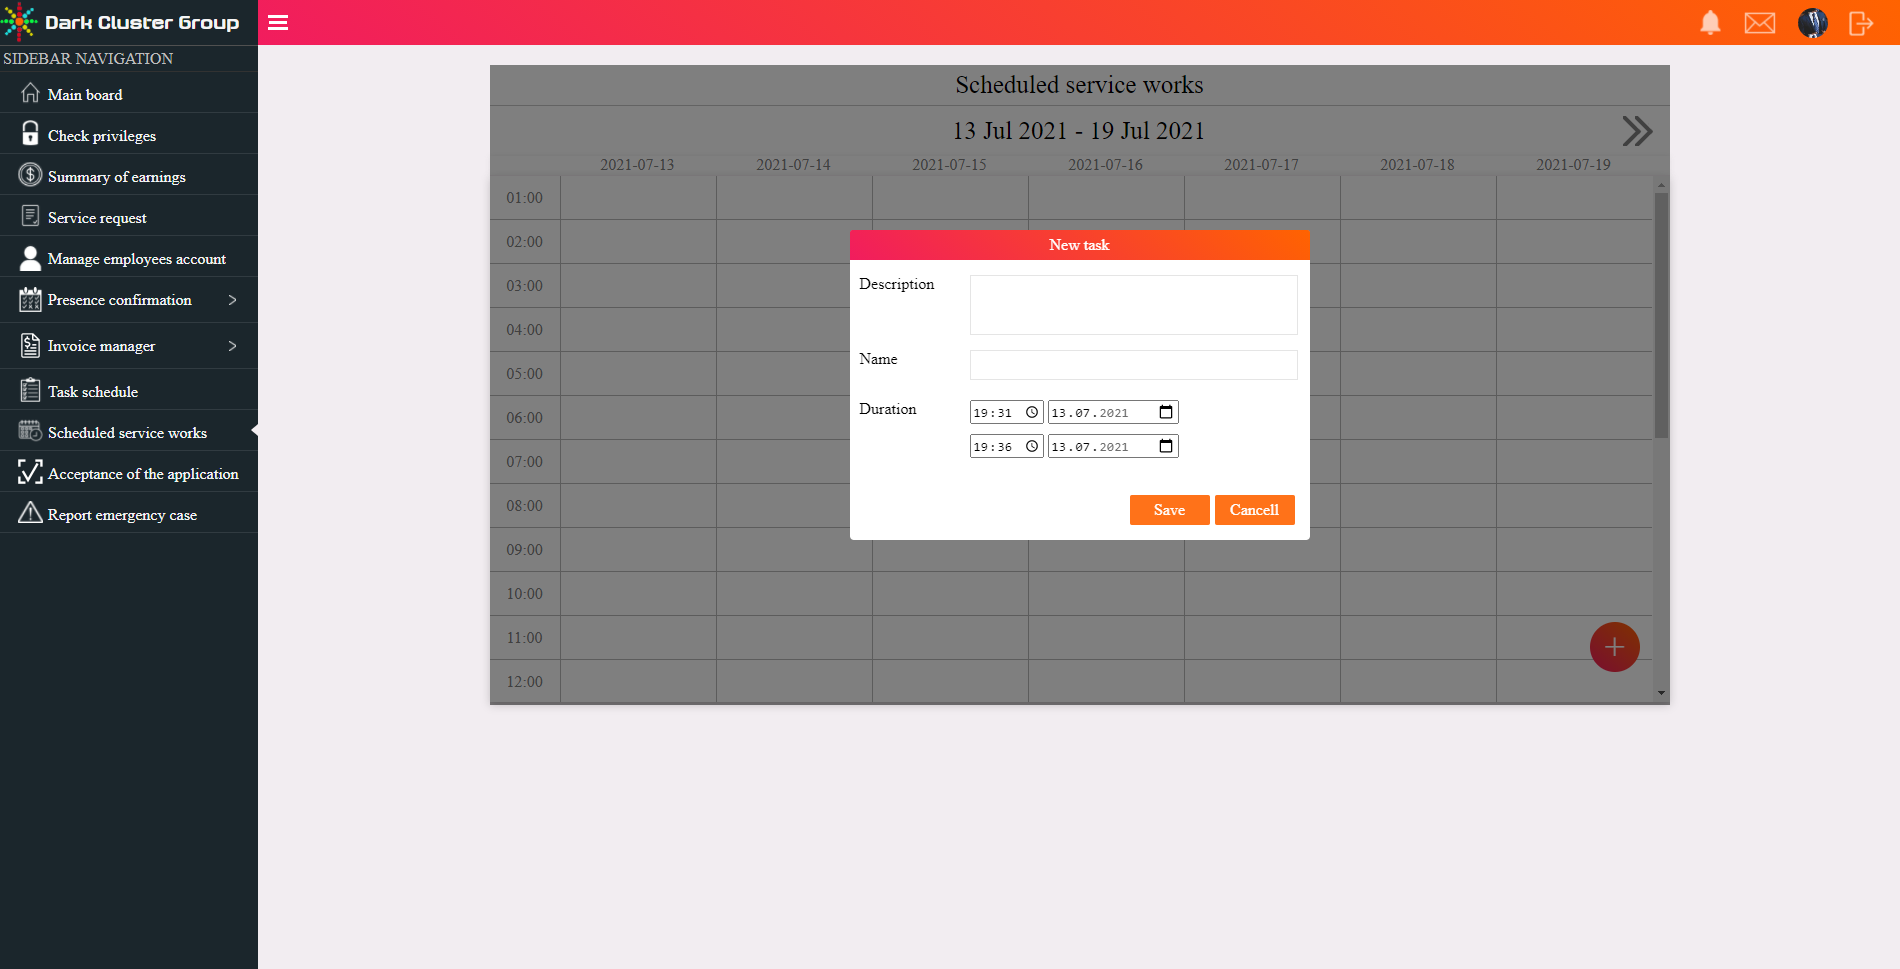 Dark Cluster Group
SIDEBAR NAVIGATION
Main board
Check privileges
Summary of earnings
Service request
Manage employees account
Presence confirmation
Invoice manager
Task schedule
Scheduled service works
Acceptance of the application
Report emergency case
Scheduled service works
13 Jul 2021 - 19 Jul 2021
2021-07-13 2021-07-14 2021-07-15 2021-07-16 2021-07-17 2021-07-18 2021-07-19
01:00
02:00
03:00
04:00
05:00
06:00
07:00
08:00
09:00
10:00
11:00
12:00
New task
Description
Name
Duration
19:31 13.07.2021
19:36 13.07.2021
Save Cancell